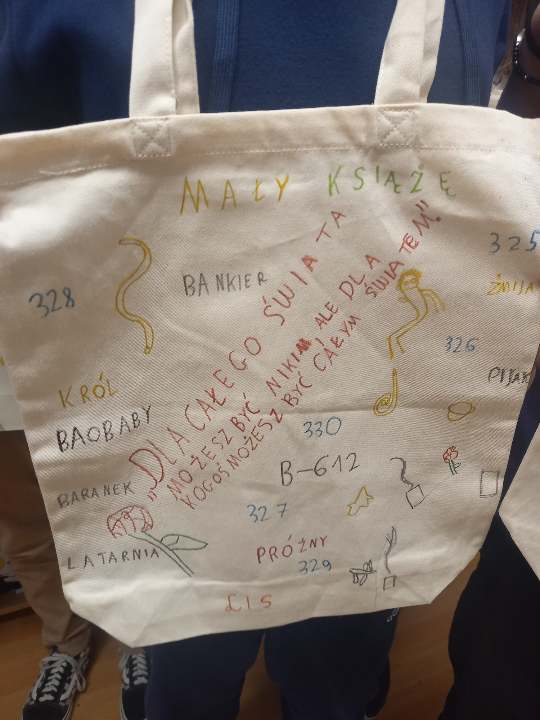 MAŁY KSIĄŻĘ
325
328
BANKIER
ŻMIJA
„DLA CAŁEGO ŚWIATA
MOŻESZ BYĆ NIKIM ALE DLA
KOGOŚ MOŻESZ BYĆ CAŁYM ŚWIATEM."
326
KRÓL
PIJAK
BAOBABY
330
B-612
BARANEK
327
LATARNIA
PRÓŻNY
329
LIS